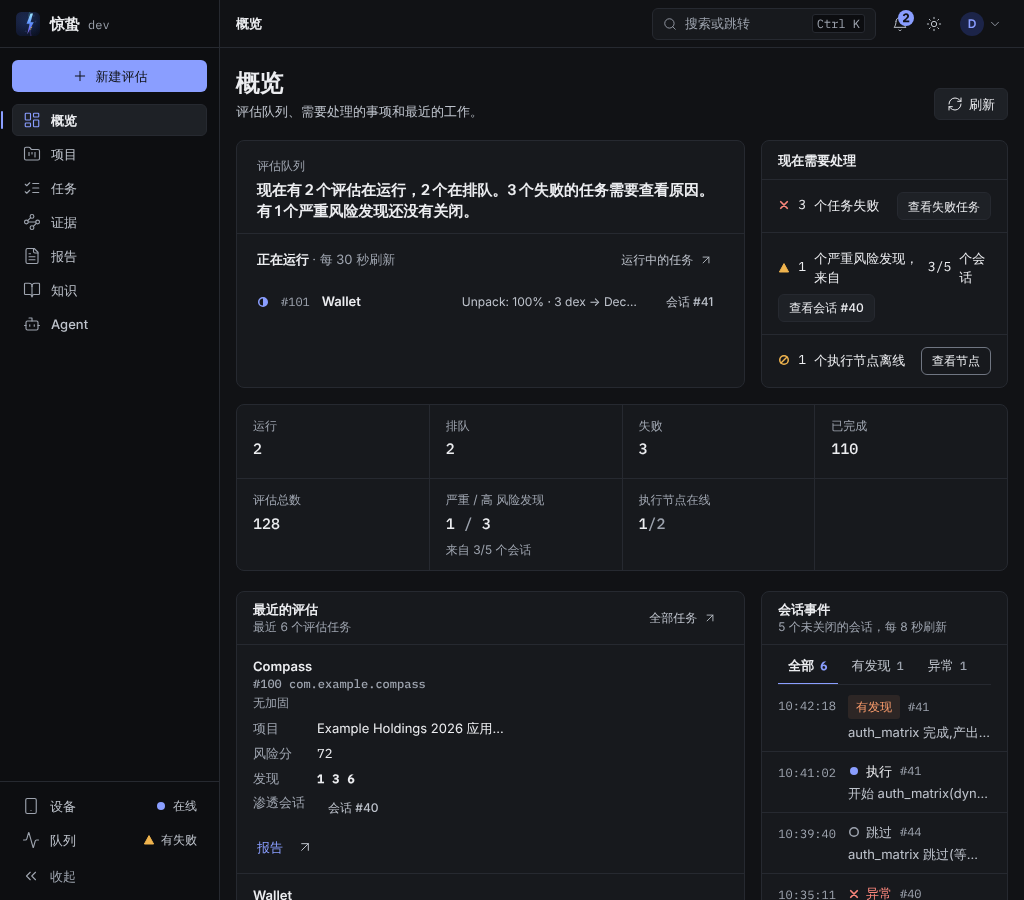 惊蛰 dev
概览
搜索或跳转 Ctrl K
2
D
新建评估
概览
项目
任务
证据
报告
知识
Agent
设备 在线
队列 有失败
收起
概览
评估队列、需要处理的事项和最近的工作。
刷新
评估队列
现在有 2 个评估在运行，2 个在排队。3 个失败的任务需要查看原因。
有 1 个严重风险发现还没有关闭。
正在运行 · 每 30 秒刷新 运行中的任务
#101 Wallet Unpack: 100% · 3 dex → Dec... 会话 #41
现在需要处理
3 个任务失败 查看失败任务
1 个严重风险发现，来自 3/5 个会话
查看会话 #40
1 个执行节点离线 查看节点
运行
2
排队
2
失败
3
已完成
110
评估总数
128
严重 / 高 风险发现
1 / 3
来自 3/5 个会话
执行节点在线
1/2
最近的评估
最近 6 个评估任务
全部任务
Compass
#100 com.example.compass
无加固
项目 Example Holdings 2026 应用...
风险分 72
发现 1 3 6
渗透会话 会话 #40
报告
Wallet
会话事件
5 个未关闭的会话，每 8 秒刷新
全部 6 有发现 1 异常 1
10:42:18 有发现 #41
auth_matrix 完成,产出...
10:41:02 执行 #41
开始 auth_matrix(dyn...
10:39:40 跳过 #44
auth_matrix 跳过(等...
10:35:11 异常 #40